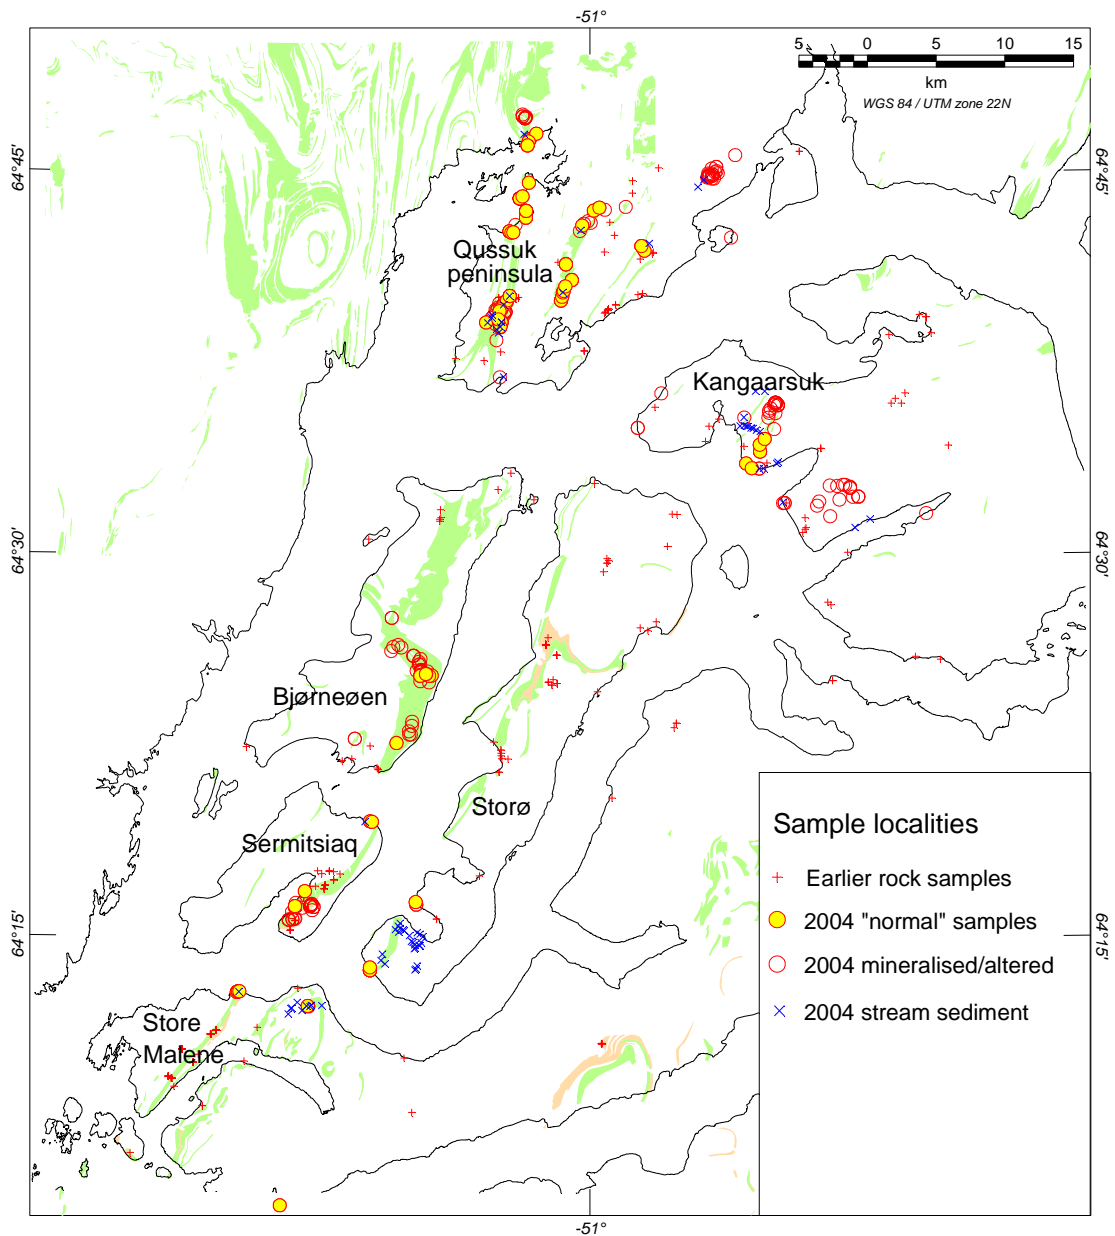 -51°
5 0 5 10 15
km
WGS 84 / UTM zone 22N
64°45'
64°45'
Qussuk
peninsula
Kangaarsuk
64°30'
64°30'
Bjørneøen
Storø
Sermitsiaq
64°15'
64°15'
Store
Malene
Sample localities
Earlier rock samples
2004 "normal" samples
2004 mineralised/altered
2004 stream sediment
-51°